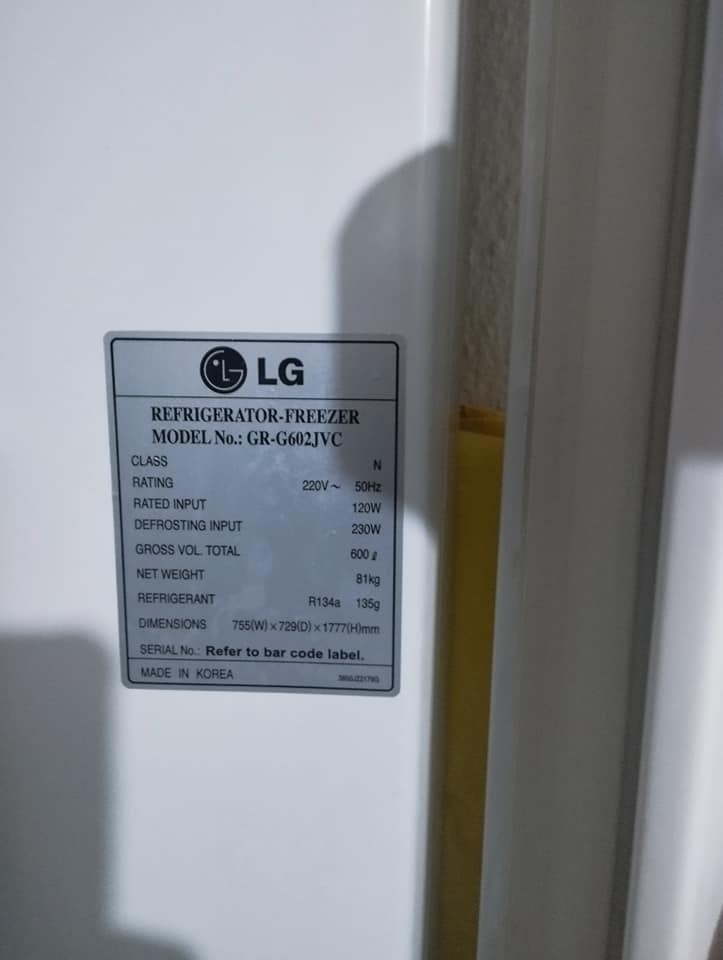 LG
REFRIGERATOR-FREEZER
MODEL No.: GR-G602JVC
CLASS N
RATING 220V~ 50Hz
RATED INPUT 120W
DEFROSTING INPUT 230W
GROSS VOL. TOTAL 600 ℓ
NET WEIGHT 81kg
REFRIGERANT R134a 135g
DIMENSIONS 755(W)×729(D)×1777(H)mm
SERIAL No.: Refer to bar code label.
MADE IN KOREA